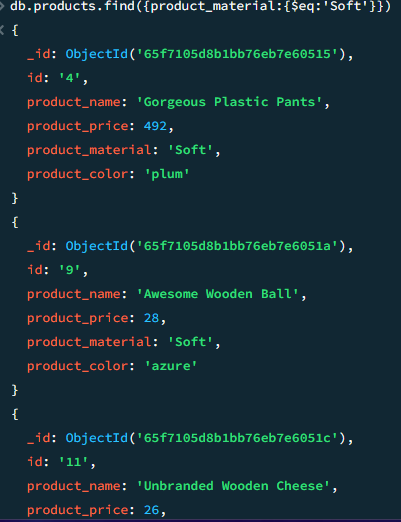 > db.products.find({product_material:{$eq:'Soft'}})
< {
_id: ObjectId('65f7105d8b1bb76eb7e60515'),
id: '4',
product_name: 'Gorgeous Plastic Pants',
product_price: 492,
product_material: 'Soft',
product_color: 'plum'
}
{
_id: ObjectId('65f7105d8b1bb76eb7e6051a'),
id: '9',
product_name: 'Awesome Wooden Ball',
product_price: 28,
product_material: 'Soft',
product_color: 'azure'
}
{
_id: ObjectId('65f7105d8b1bb76eb7e6051c'),
id: '11',
product_name: 'Unbranded Wooden Cheese',
product_price: 26,